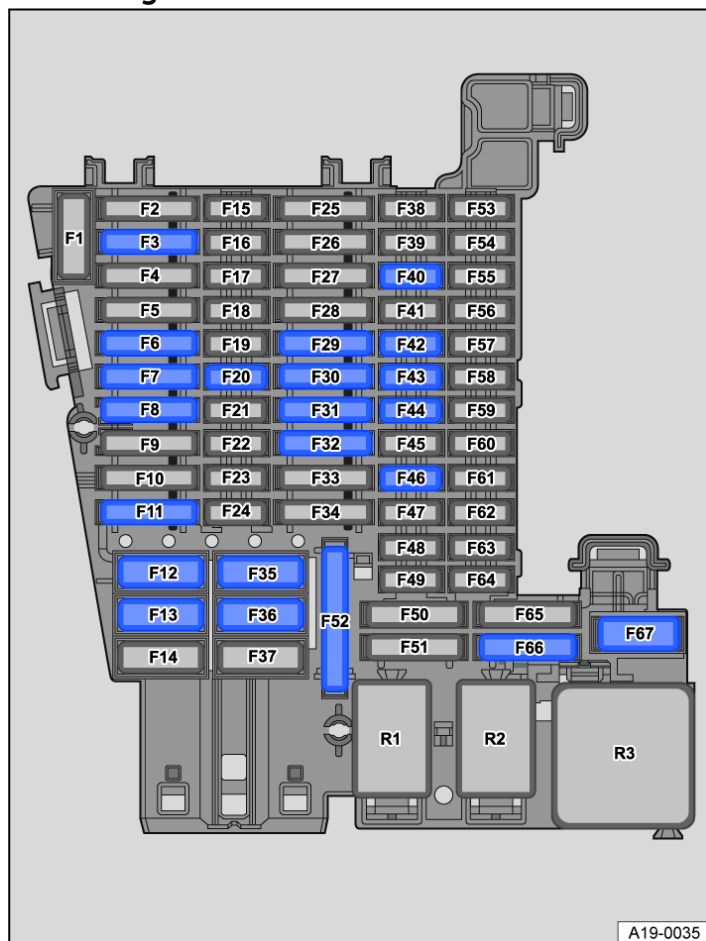 F2 F15 F25 F38 F53
F1
F3 F16 F26 F39 F54
F4 F17 F27 F40 F55
F5 F18 F28 F41 F56
F6 F19 F29 F42 F57
F7 F20 F30 F43 F58
F8 F21 F31 F44 F59
F9 F22 F32 F45 F60
F10 F23 F33 F46 F61
F11 F24 F34 F47 F62
F48 F63
F12 F35 F49 F64
F13 F36 F52 F50 F65
F67
F14 F37 F51 F66
R1 R2 R3
A19-0035